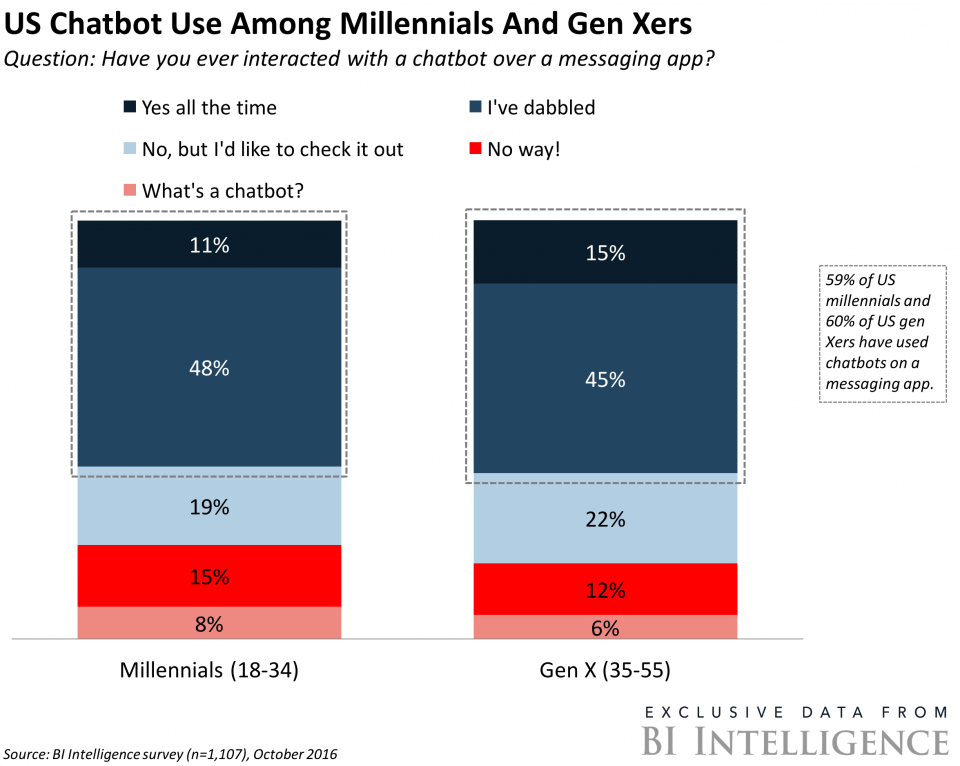 US Chatbot Use Among Millennials And Gen Xers
Question: Have you ever interacted with a chatbot over a messaging app?
Yes all the time
I've dabbled
No, but I'd like to check it out
No way!
What's a chatbot?
11%
48%
19%
15%
8%
15%
45%
22%
12%
6%
59% of US
millennials and
60% of US gen
Xers have used
chatbots on a
messaging app.
Millennials (18-34)
Gen X (35-55)
EXCLUSIVE DATA FROM
BI INTELLIGENCE
Source: BI Intelligence survey (n=1,107), October 2016